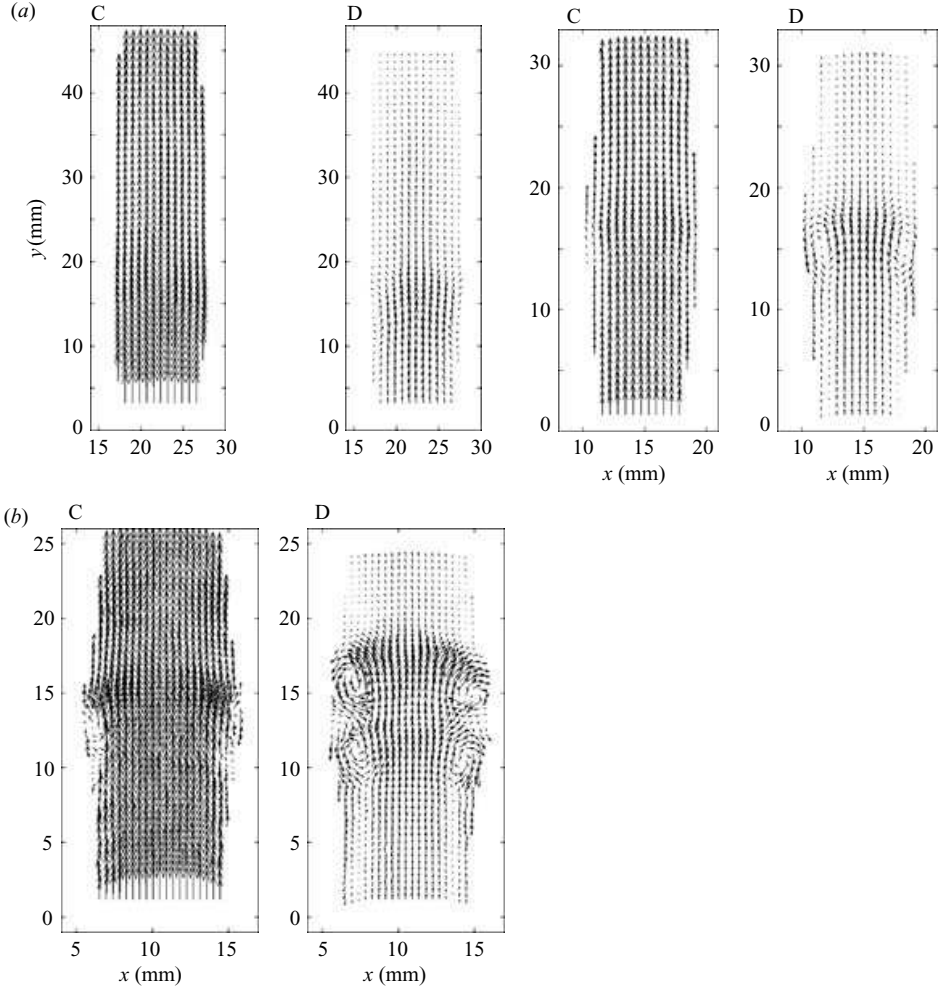 (a) C D C D
40 40 30 30
30 30
y (mm) 20 20
20 20
10 10 10 10
0 0 0 0
15 20 25 30 15 20 25 30 10 15 20 10 15 20
x (mm) x (mm)
(b) C D
25 25
20 20
15 15
10 10
5 5
0 0
5 10 15 5 10 15
x (mm) x (mm)